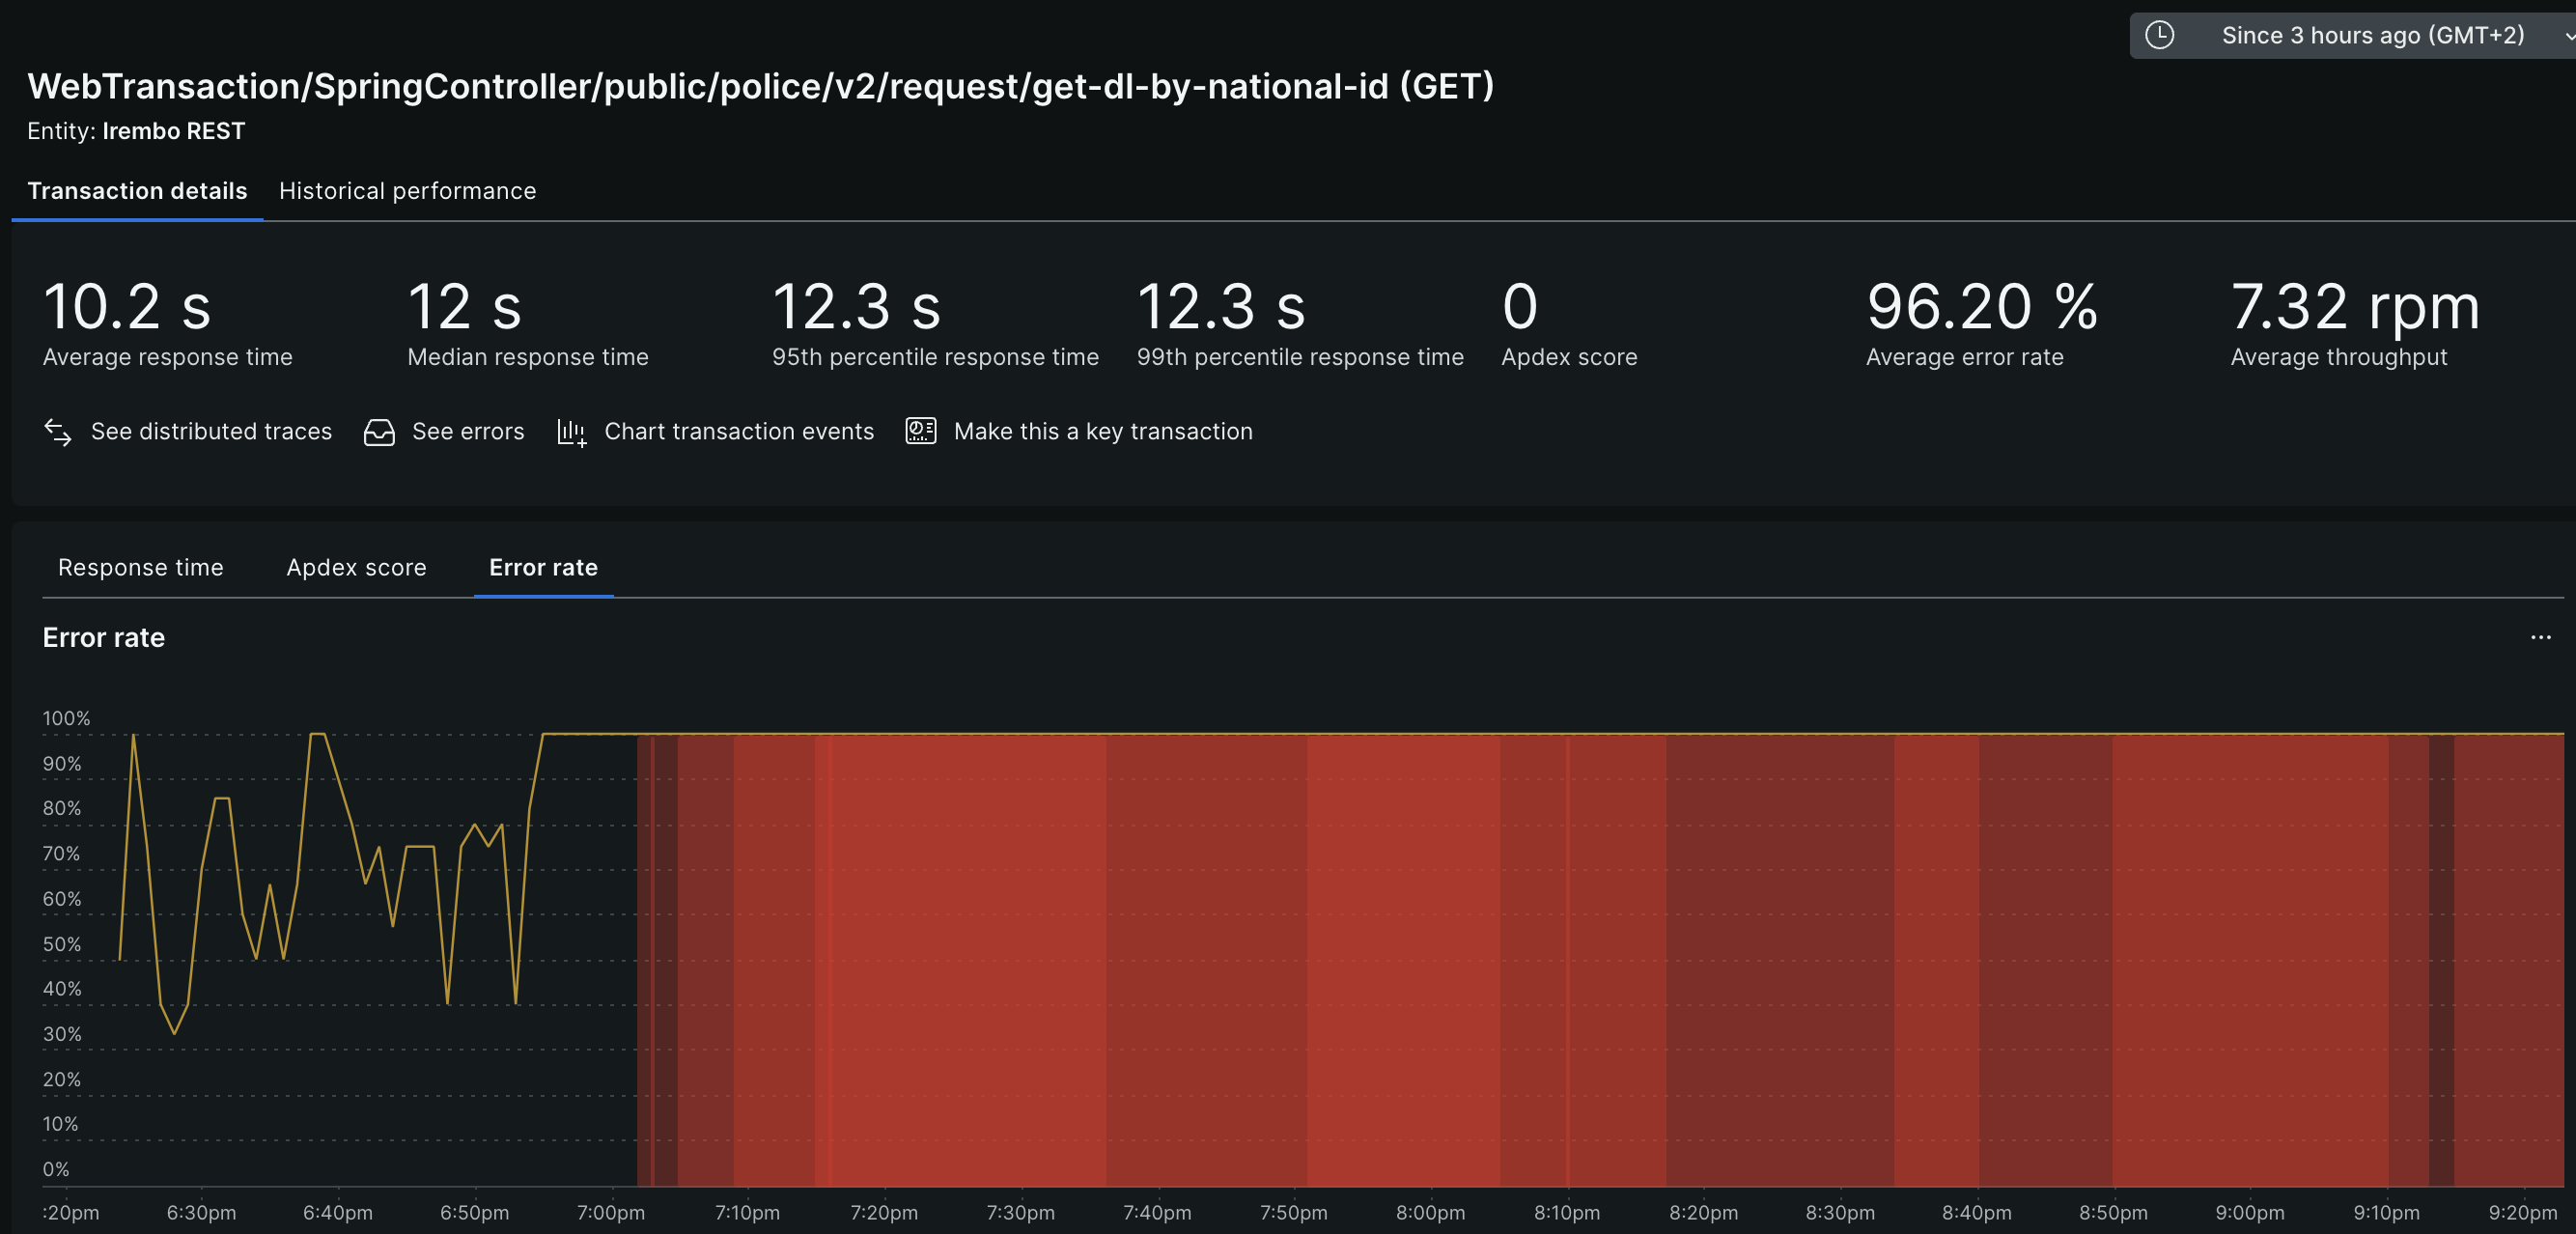 Since 3 hours ago (GMT+2)
WebTransaction/SpringController/public/police/v2/request/get-dl-by-national-id (GET)
Entity: Irembo REST
Transaction details Historical performance
10.2 s 12 s 12.3 s 12.3 s 0 96.20 % 7.32 rpm
Average response time Median response time 95th percentile response time 99th percentile response time Apdex score Average error rate Average throughput
See distributed traces See errors Chart transaction events Make this a key transaction
Response time Apdex score Error rate
Error rate
100%
90%
80%
70%
60%
50%
40%
30%
20%
10%
0%
:20pm 6:30pm 6:40pm 6:50pm 7:00pm 7:10pm 7:20pm 7:30pm 7:40pm 7:50pm 8:00pm 8:10pm 8:20pm 8:30pm 8:40pm 8:50pm 9:00pm 9:10pm 9:20pm